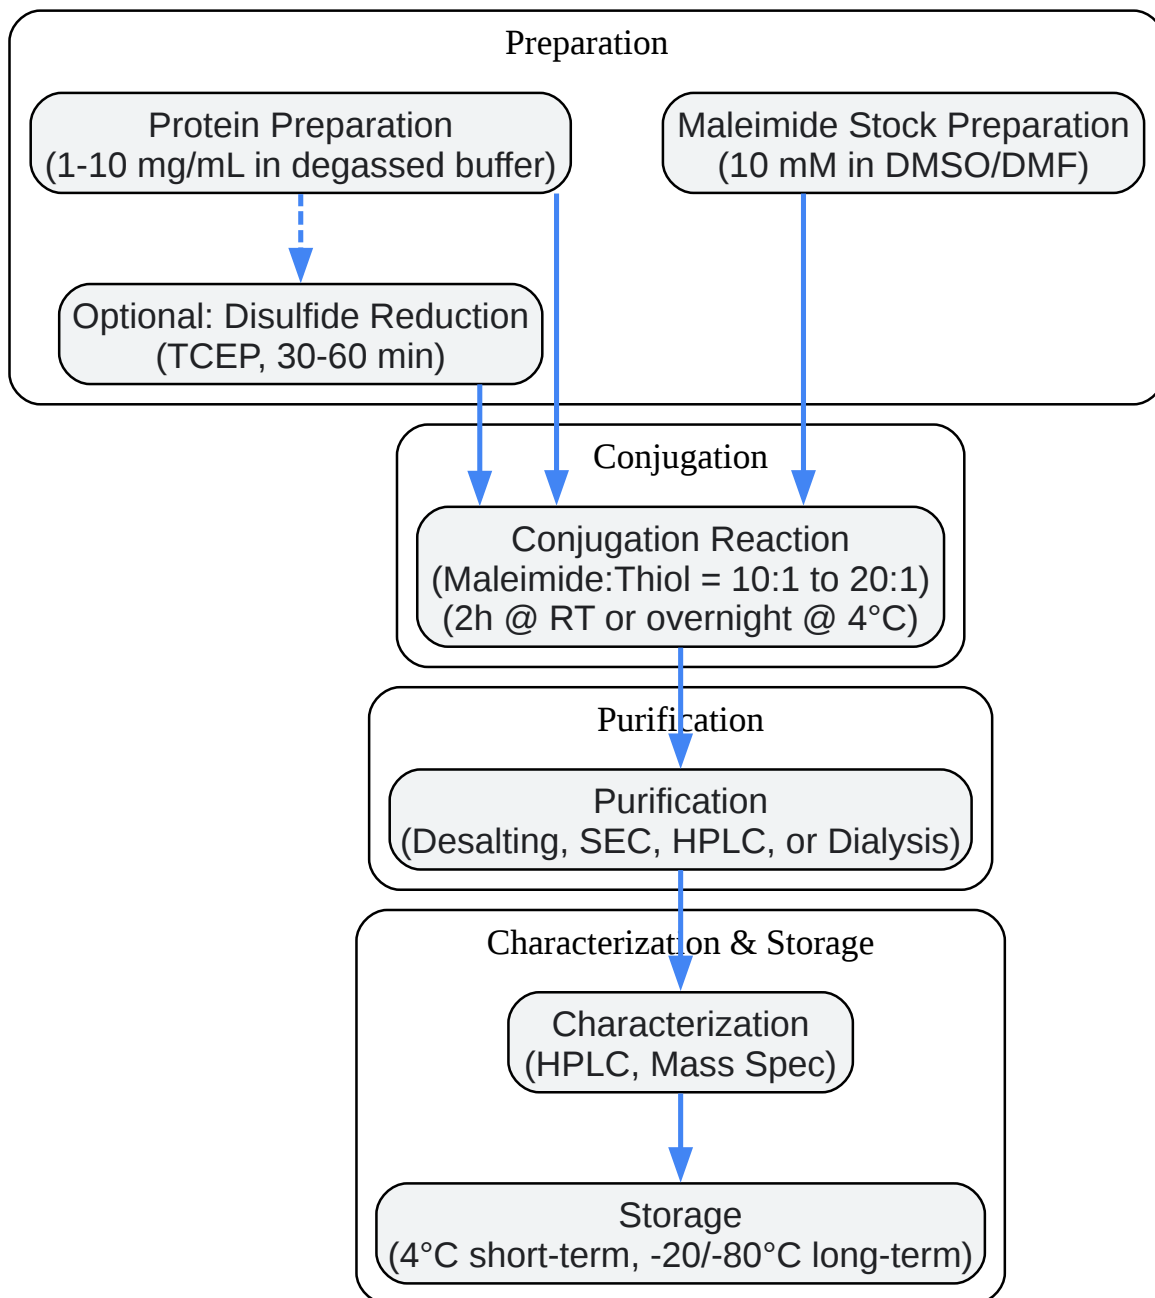 Preparation
Protein Preparation
(1-10 mg/mL in degassed buffer)
Maleimide Stock Preparation
(10 mM in DMSO/DMF)
Optional: Disulfide Reduction
(TCEP, 30-60 min)
Conjugation
Conjugation Reaction
(Maleimide:Thiol = 10:1 to 20:1)
(2h @ RT or overnight @ 4°C)
Purification
Purification
(Desalting, SEC, HPLC, or Dialysis)
Characterization & Storage
Characterization
(HPLC, Mass Spec)
Storage
(4°C short-term, -20/-80°C long-term)